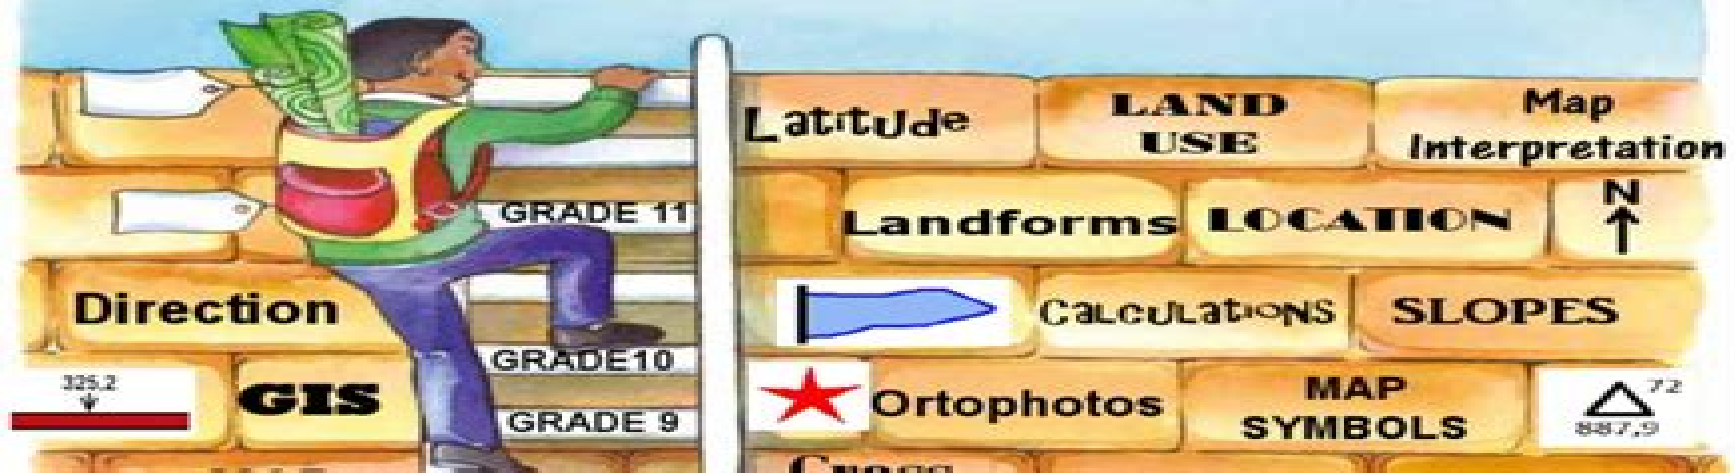 Latitude
LAND
USE
Map
Interpretation
GRADE 11
Landforms
LOCATION
N
Direction
CALCULATIONS
SLOPES
GRADE10
325,2
GIS
GRADE 9
Ortophotos
MAP
SYMBOLS
72
887,9